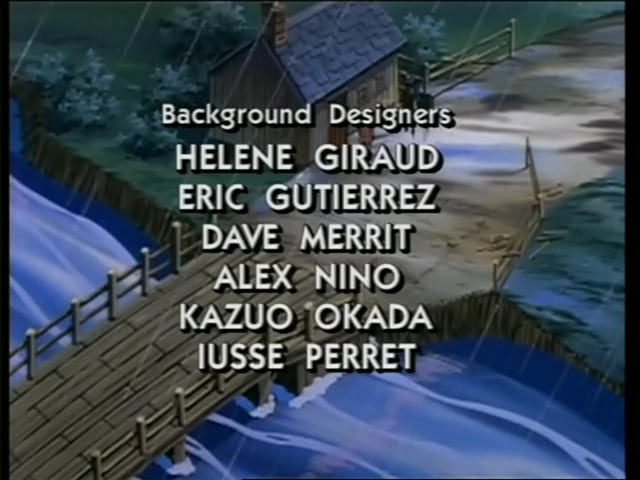 Background Designers
HELENE GIRAUD
ERIC GUTIERREZ
DAVE MERRIT
ALEX NINO
KAZUO OKADA
IUSSE PERRET